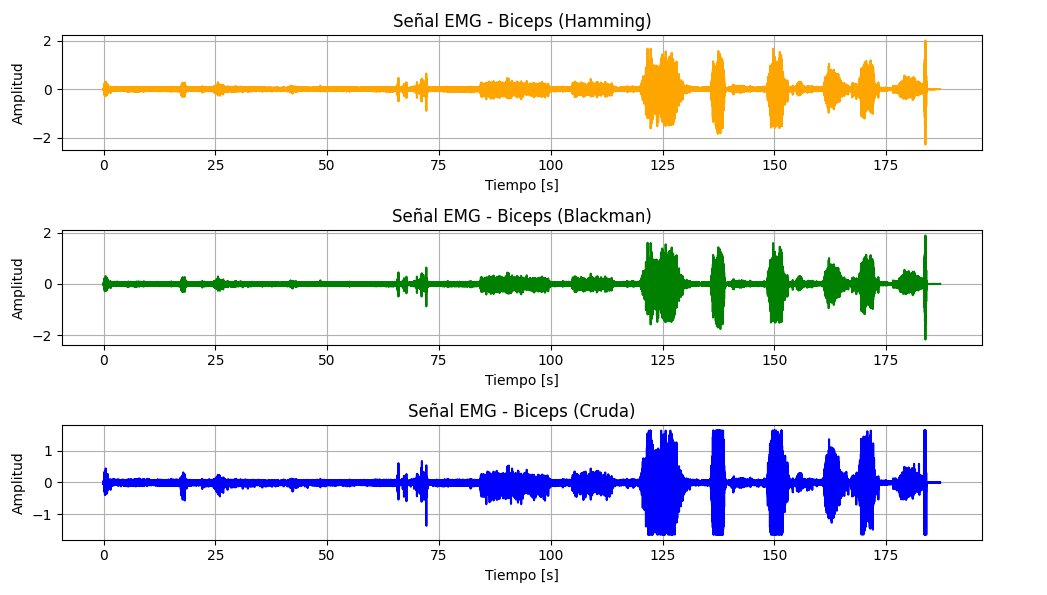 Señal EMG - Biceps (Hamming)
Amplitud
2
0
−2
0 25 50 75 100 125 150 175
Tiempo [s]
Señal EMG - Biceps (Blackman)
Amplitud
2
0
−2
0 25 50 75 100 125 150 175
Tiempo [s]
Señal EMG - Biceps (Cruda)
Amplitud
1
0
−1
0 25 50 75 100 125 150 175
Tiempo [s]